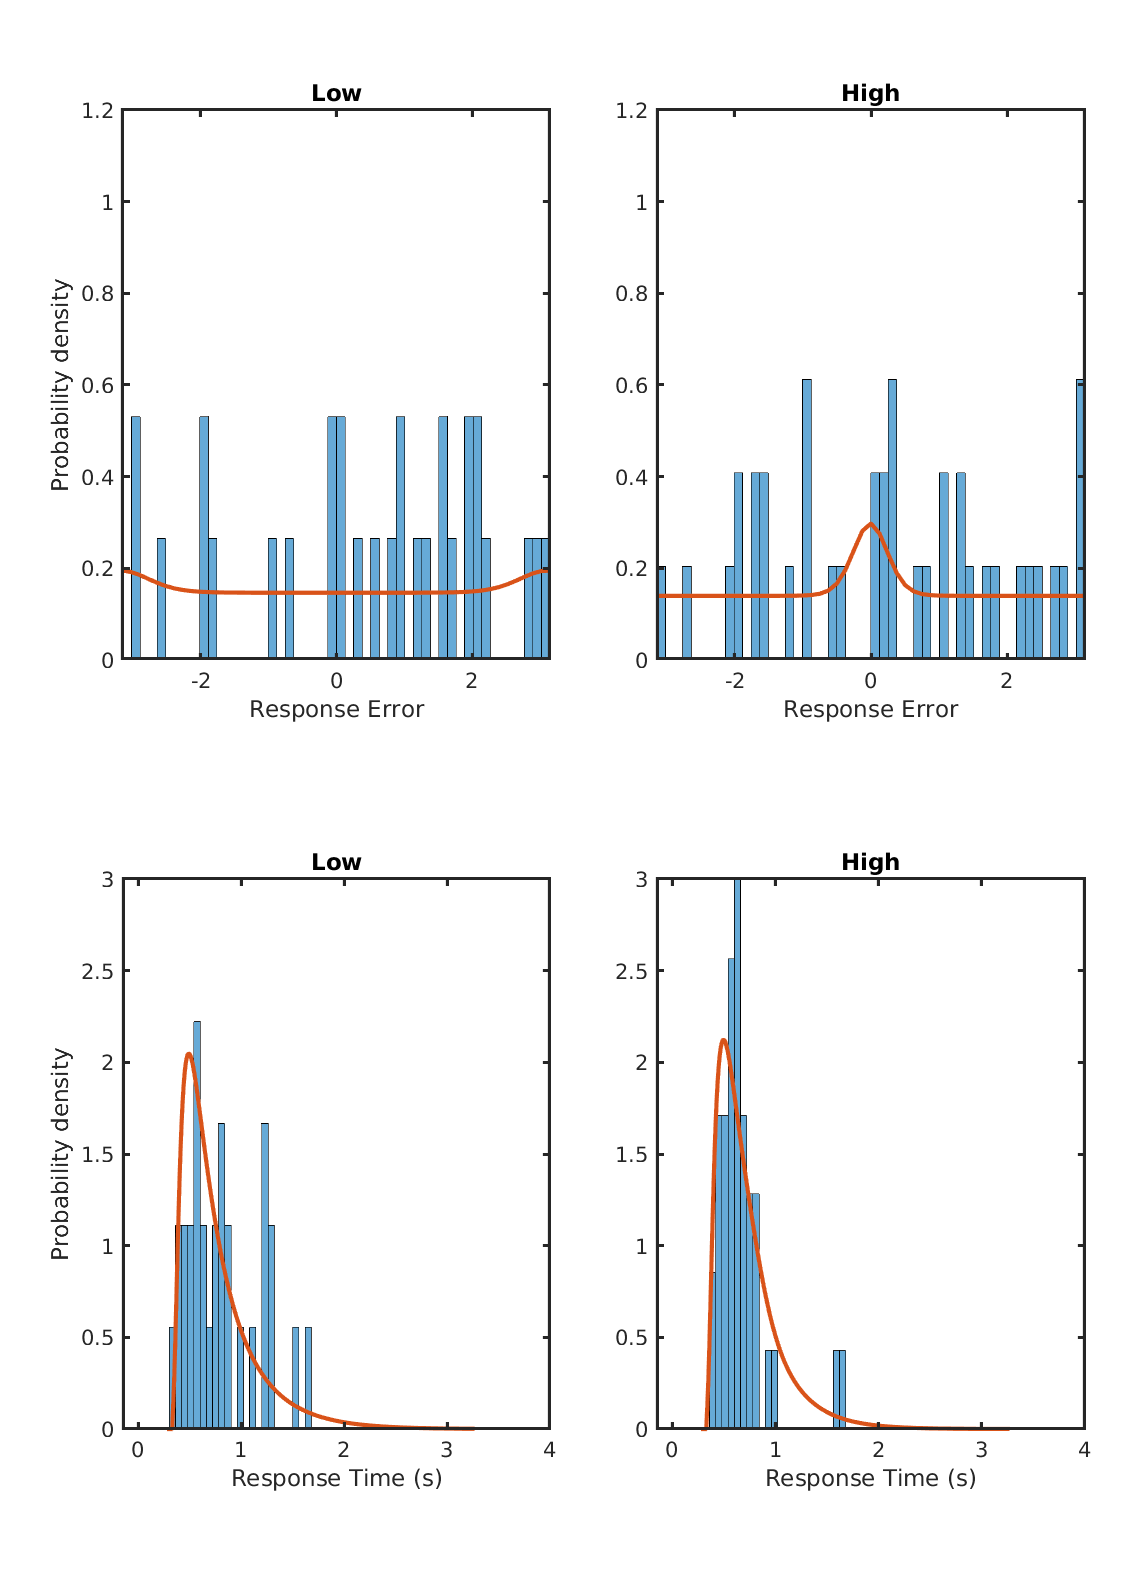 Low High
1.2 1.2
1 1
Probability density
0.8 0.8
0.6 0.6
0.4 0.4
0.2 0.2
0 0
-2 0 2 -2 0 2
Response Error Response Error
Low High
3 3
2.5 2.5
2 2
Probability density
1.5 1.5
1 1
0.5 0.5
0 0
0 1 2 3 4 0 1 2 3 4
Response Time (s) Response Time (s)